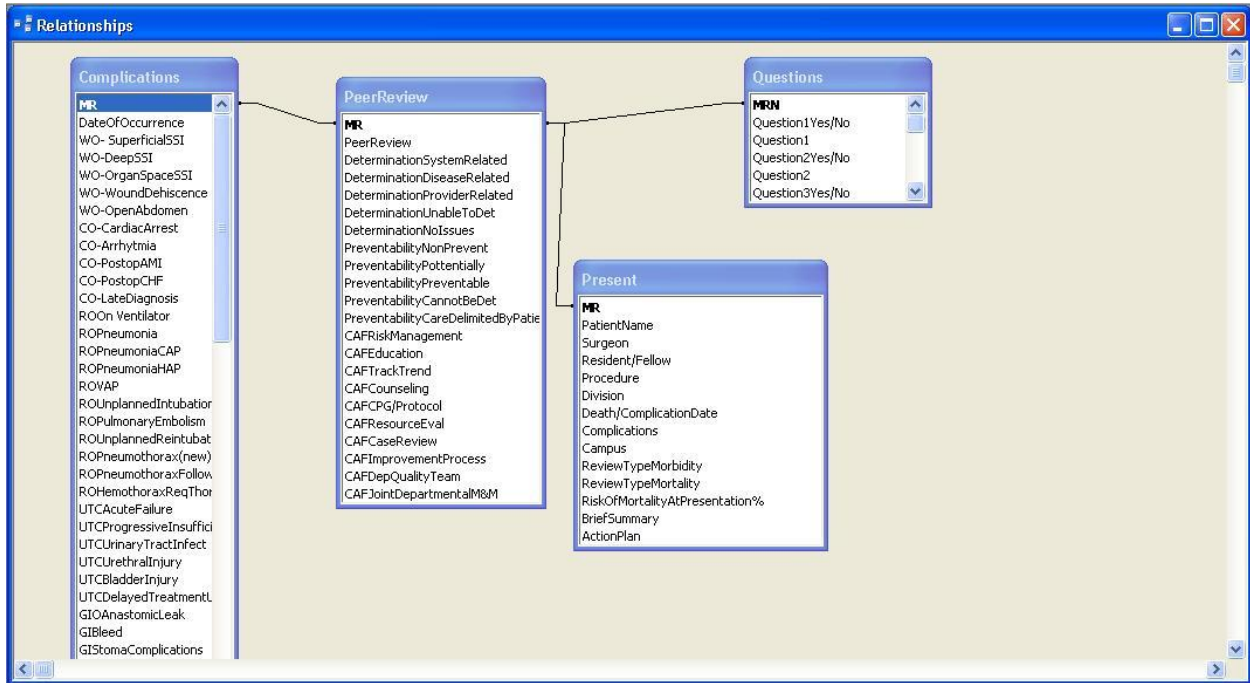 Relationships
Complications
MR
DateOfOccurrence
WO- SuperficialSSI
WO-DeepSSI
WO-OrganSpaceSSI
WO-WoundDehiscence
WO-OpenAbdomen
CO-CardiacArrest
CO-Arrhytmia
CO-PostopAMI
CO-PostopCHF
CO-LateDiagnosis
ROOn Ventilator
ROPneumonia
ROPneumoniaCAP
ROPneumoniaHAP
ROVAP
ROUnplannedIntubation
ROPulmonaryEmbolism
ROUnplannedReintubat
ROPneumothorax(new)
ROPneumothoraxFollow
ROHemothoraxReqThor
UTCAcuteFailure
UTCProgressiveInsuffici
UTCUrinaryTractInfect
UTCUrethralInjury
UTCBladderInjury
UTCDelayedTreatmentU
GIOAnastomicLeak
GIBleed
GIStomaComplications
PeerReview
MR
PeerReview
DeterminationSystemRelated
DeterminationDiseaseRelated
DeterminationProviderRelated
DeterminationUnableToDet
DeterminationNoIssues
PreventabilityNonPrevent
PreventabilityPottentially
PreventabilityPreventable
PreventabilityCannotBeDet
PreventabilityCareDelimitedByPatie
CAFRiskManagement
CAFEducation
CAFTrackTrend
CAFCounseling
CAFCPG/Protocol
CAFResourceEval
CAFCaseReview
CAFImprovementProcess
CAFDepQualityTeam
CAFJointDepartmentalM&M
Questions
MRN
Question1Yes/No
Question1
Question2Yes/No
Question2
Question3Yes/No
Present
MR
PatientName
Surgeon
Resident/Fellow
Procedure
Division
Death/ComplicationDate
Complications
Campus
ReviewTypeMorbidity
ReviewTypeMortality
RiskOfMortalityAtPresentation%
BriefSummary
ActionPlan